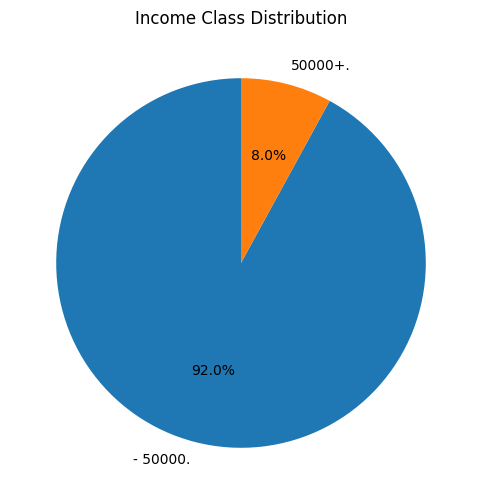 Income Class Distribution
50000+.
8.0%
92.0%
- 50000.